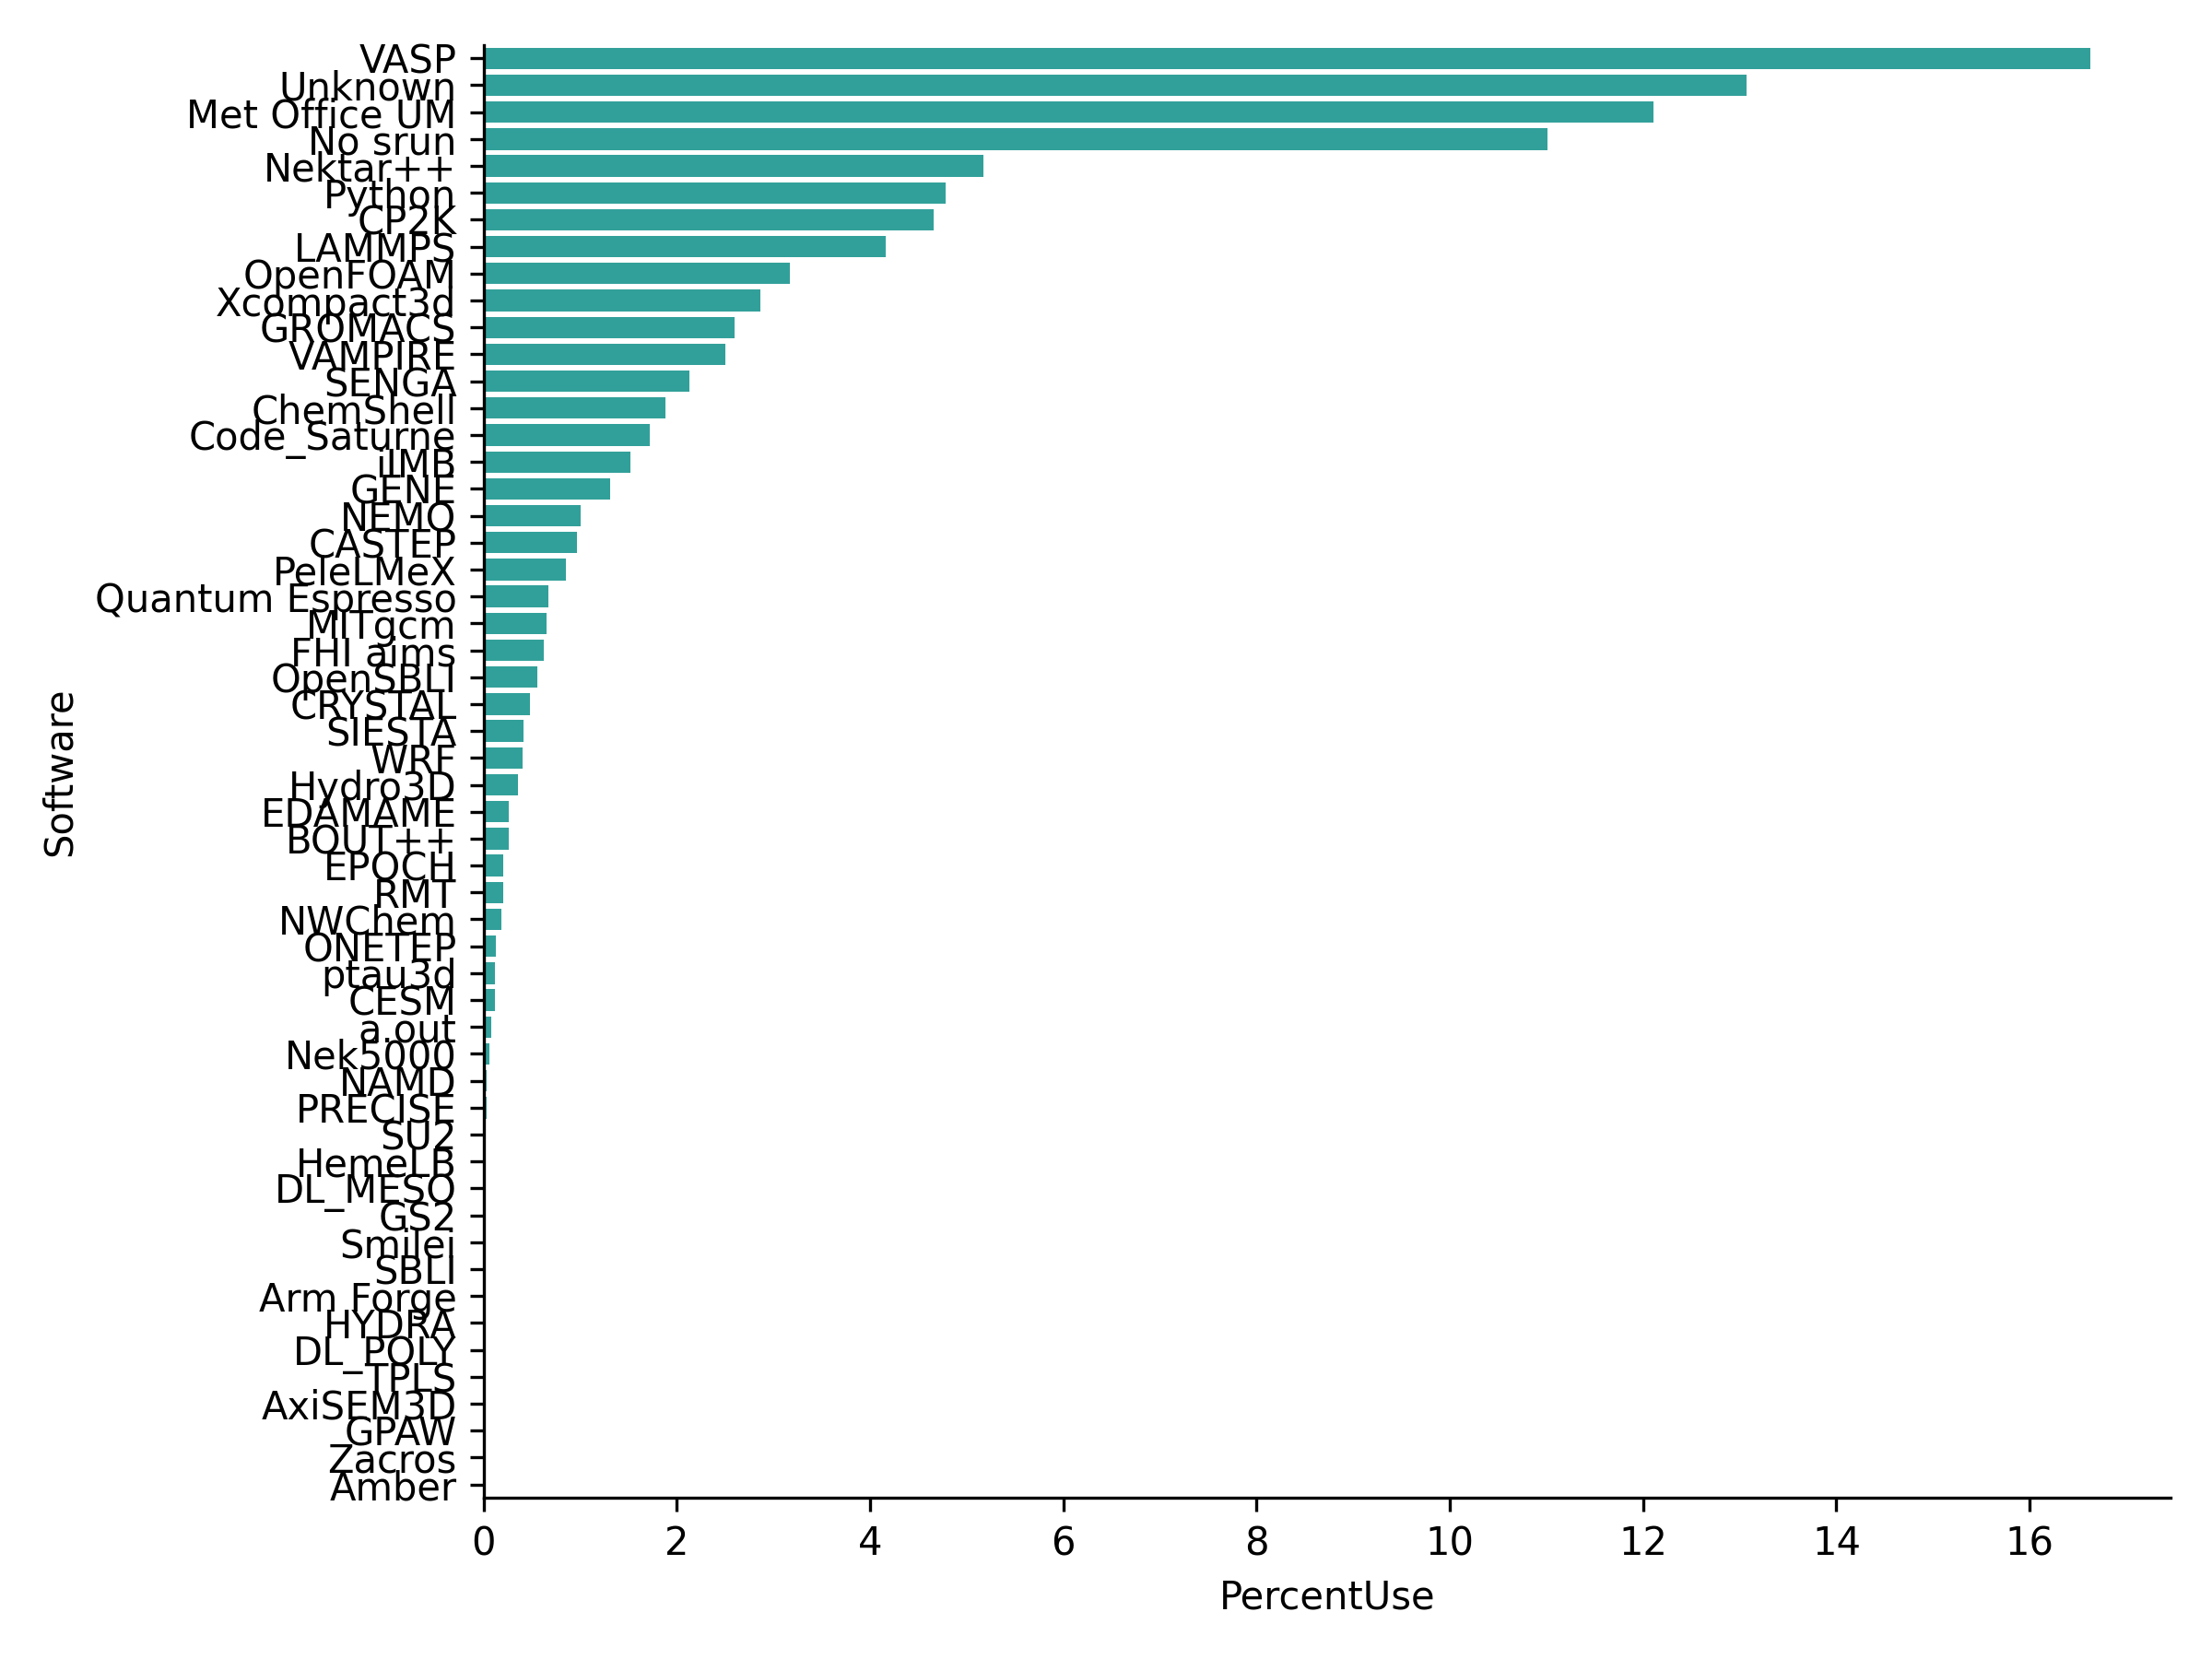 VASP
Unknown
Met Office UM
No srun
Nektar++
Python
CP2K
LAMMPS
OpenFOAM
Xcompact3d
GROMACS
VAMPIRE
SENGA
ChemShell
Code_Saturne
iIMB
GENE
NEMO
CASTEP
PeleLMeX
Quantum Espresso
MITgcm
FHI aims
OpenSBLI
CRYSTAL
SIESTA
WRF
Hydro3D
EDAMAME
BOUT++
EPOCH
RMT
NWChem
ONETEP
ptau3d
CESM
a.out
Nek5000
NAMD
PRECISE
SU2
HemeLB
DL_MESO
GS2
Smilei
SBLI
Arm Forge
HYDRA
DL_POLY
TPLS
AxiSEM3D
GPAW
Zacros
Amber
Software
0 2 4 6 8 10 12 14 16
PercentUse